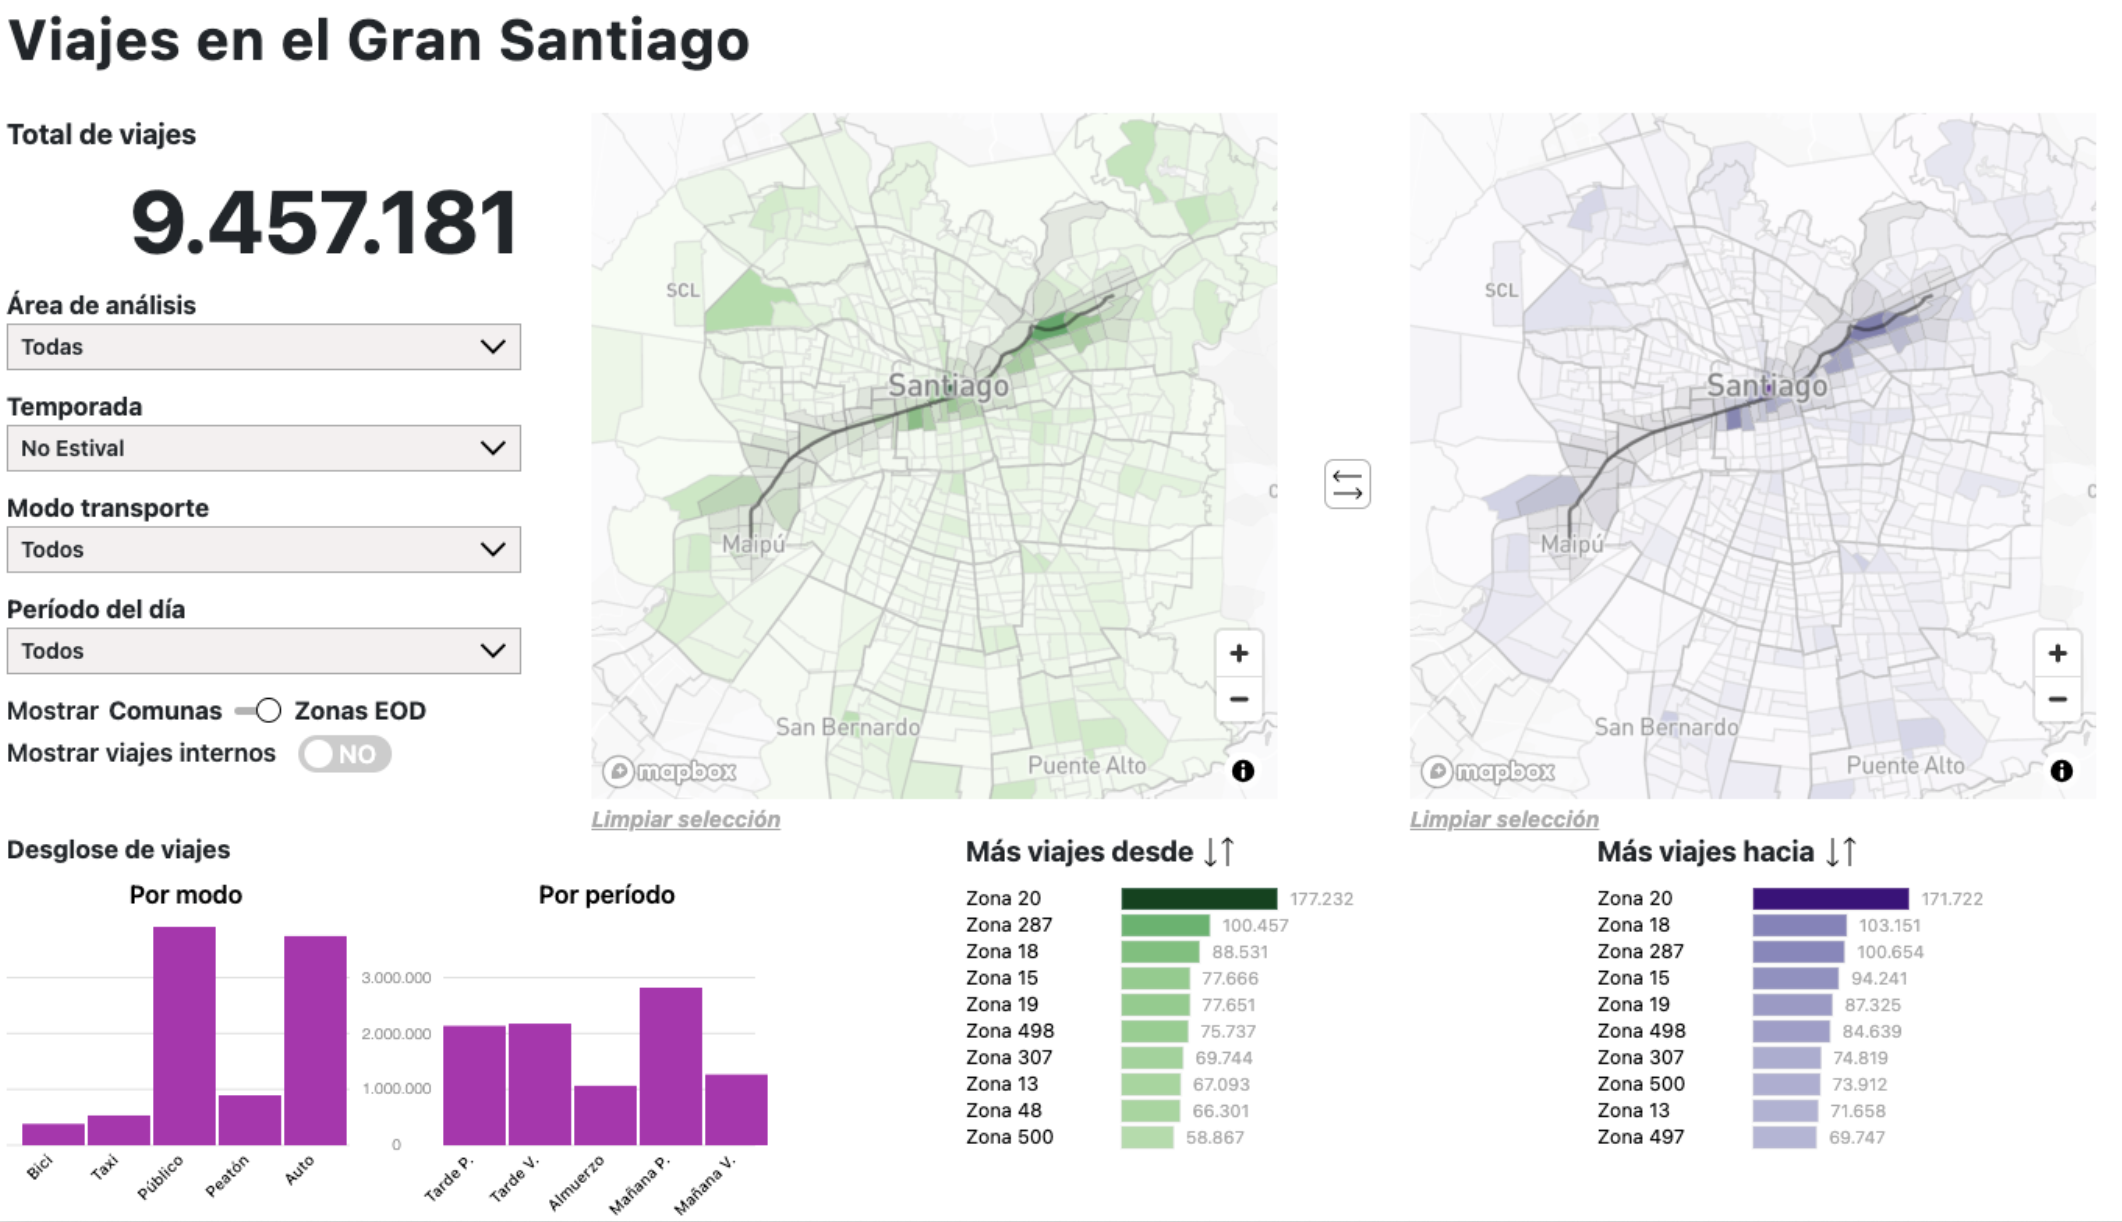 Viajes en el Gran Santiago
Total de viajes
9.457.181
Área de análisis
Todas
Temporada
No Estival
Modo transporte
Todos
Período del día
Todos
Mostrar Comunas Zonas EOD
Mostrar viajes internos NO
SCL
Santiago
Maipú
San Bernardo
Puente Alto
C
+
−
mapbox
i
Limpiar selección
SCL
Santiago
Maipú
San Bernardo
Puente Alto
C
+
−
mapbox
i
Limpiar selección
Desglose de viajes
Por modo
Bici
Taxi
Público
Peatón
Auto
Por período
3.000.000
2.000.000
1.000.000
0
Tarde P.
Tarde V.
Almuerzo
Mañana P.
Mañana V.
Más viajes desde ↓↑
Zona 20 177.232
Zona 287 100.457
Zona 18 88.531
Zona 15 77.666
Zona 19 77.651
Zona 498 75.737
Zona 307 69.744
Zona 13 67.093
Zona 48 66.301
Zona 500 58.867
Más viajes hacia ↓↑
Zona 20 171.722
Zona 18 103.151
Zona 287 100.654
Zona 15 94.241
Zona 19 87.325
Zona 498 84.639
Zona 307 74.819
Zona 500 73.912
Zona 13 71.658
Zona 497 69.747